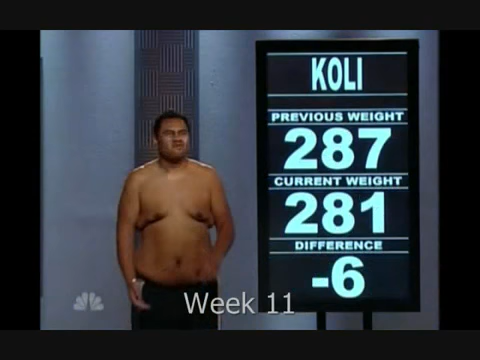 KOLI
PREVIOUS WEIGHT
287
CURRENT WEIGHT
281
DIFFERENCE
-6
Week 11